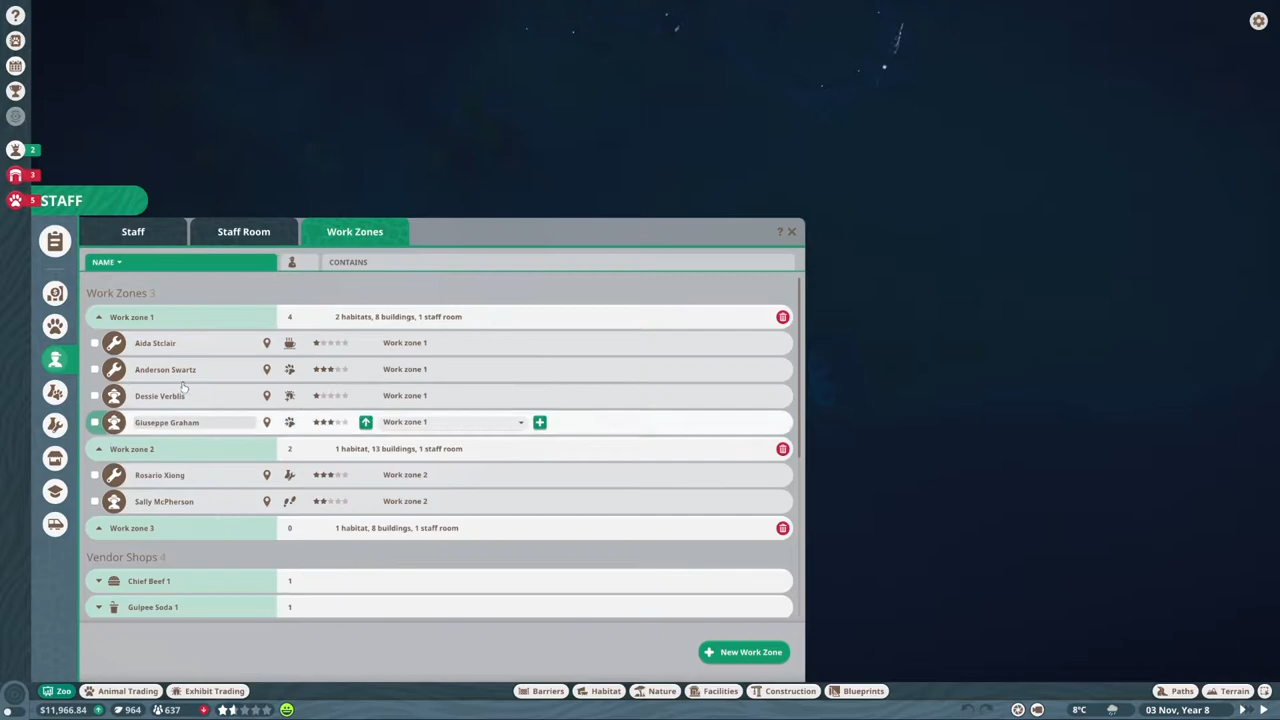 ?
2
3
5
STAFF
Staff Staff Room Work Zones ? ×
NAME CONTAINS
Work Zones 3
Work zone 1 4 2 habitats, 8 buildings, 1 staff room
Aida Stclair Work zone 1
Anderson Swartz Work zone 1
Dessie Verblis Work zone 1
Giuseppe Graham Work zone 1
Work zone 2 2 1 habitat, 13 buildings, 1 staff room
Rosario Xiong Work zone 2
Sally McPherson Work zone 2
Work zone 3 0 1 habitat, 8 buildings, 1 staff room
Vendor Shops 4
Chief Beef 1 1
Gulpee Soda 1 1
New Work Zone
Zoo Animal Trading Exhibit Trading Barriers Habitat Nature Facilities Construction Blueprints Paths Terrain
$11,966.84 964 637 8°C 03 Nov, Year 8